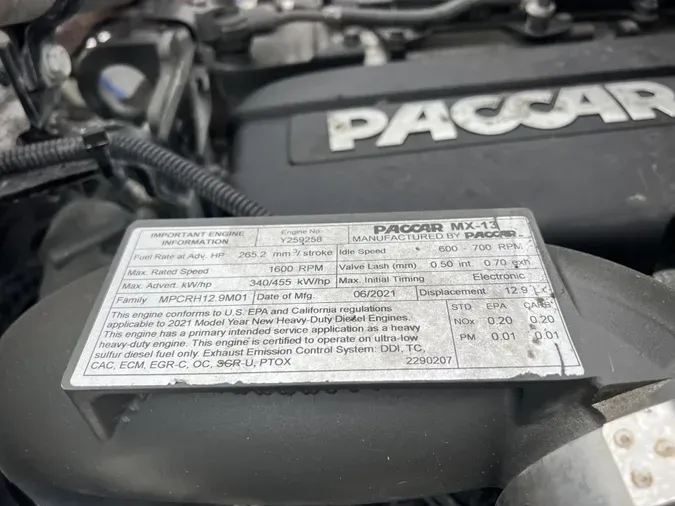 PACCAR
IMPORTANT ENGINE INFORMATION
Engine No. Y259258
PACCAR MX-13
MANUFACTURED BY PACCAR
Fuel Rate at Adv. HP 265.2 mm³/stroke Idle Speed 600 - 700 RPM
Max. Rated Speed 1600 RPM Valve Lash (mm) 0.50 int. 0.70 exh
Max. Advert. kW/hp 340/455 kW/hp Max. Initial Timing Electronic
Family MPCRH12.9M01 Date of Mfg. 06/2021 Displacement 12.9 L
This engine conforms to U.S. EPA and California regulations
applicable to 2021 Model Year New Heavy-Duty Diesel Engines.
This engine has a primary intended service application as a heavy
heavy-duty engine. This engine is certified to operate on ultra-low
sulfur diesel fuel only. Exhaust Emission Control System: DDI, TC,
CAC, ECM, EGR-C, OC, SCR-U, PTOX
STD EPA CARB
NOx 0.20 0.20
PM 0.01 0.01
2290207